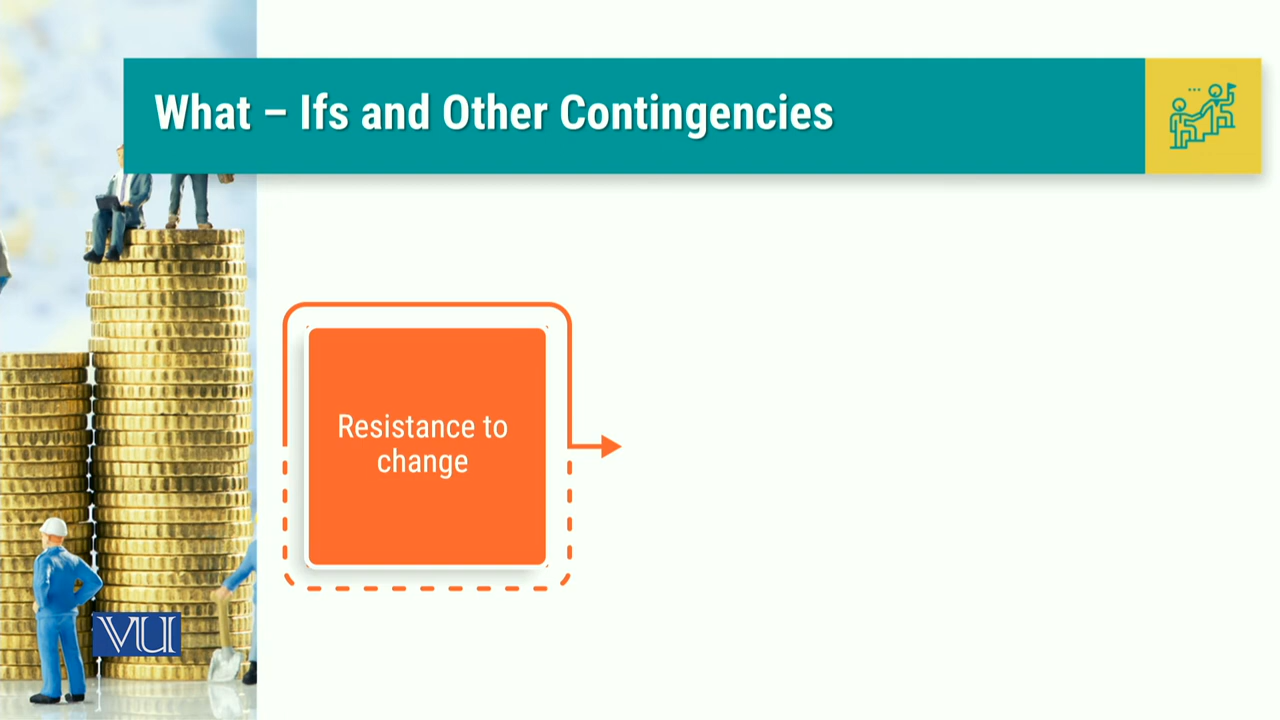 What – Ifs and Other Contingencies
Resistance to
change
VU